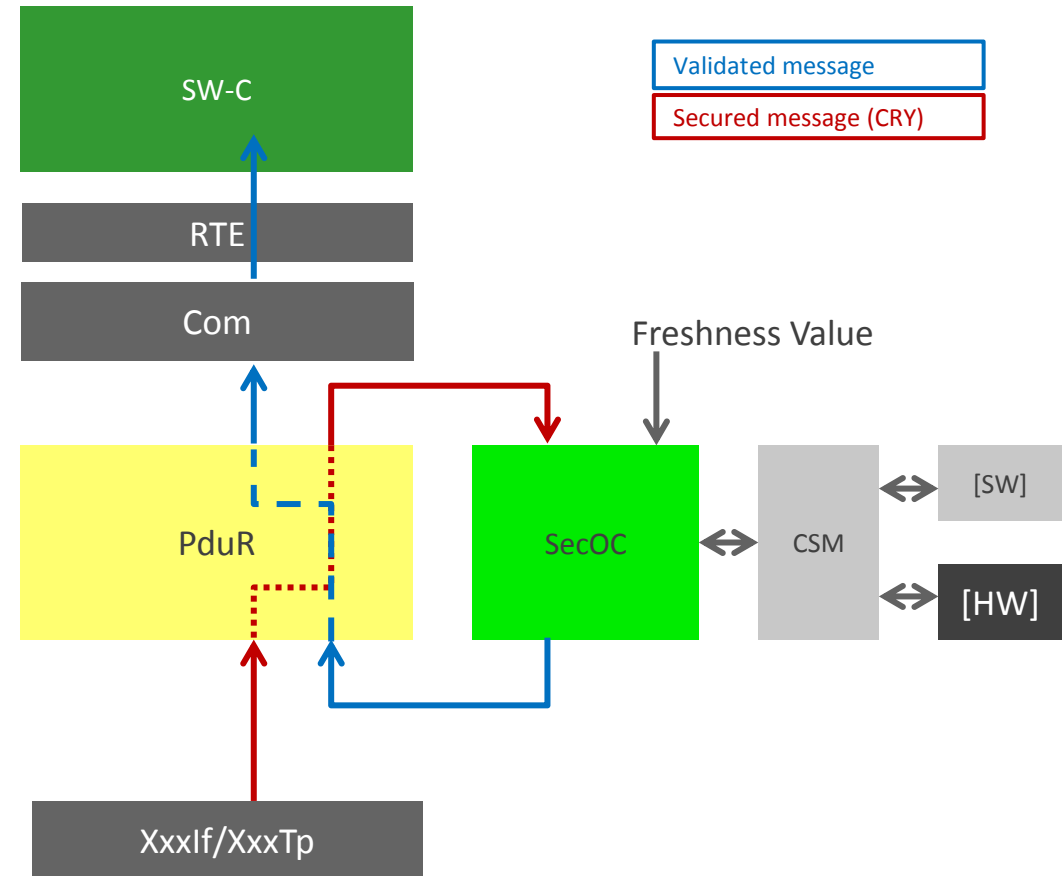 SW-C
Validated message
Secured message (CRY)
RTE
Com
Freshness Value
PduR
SecOC
CSM
[SW]
[HW]
XxxIf/XxxTp